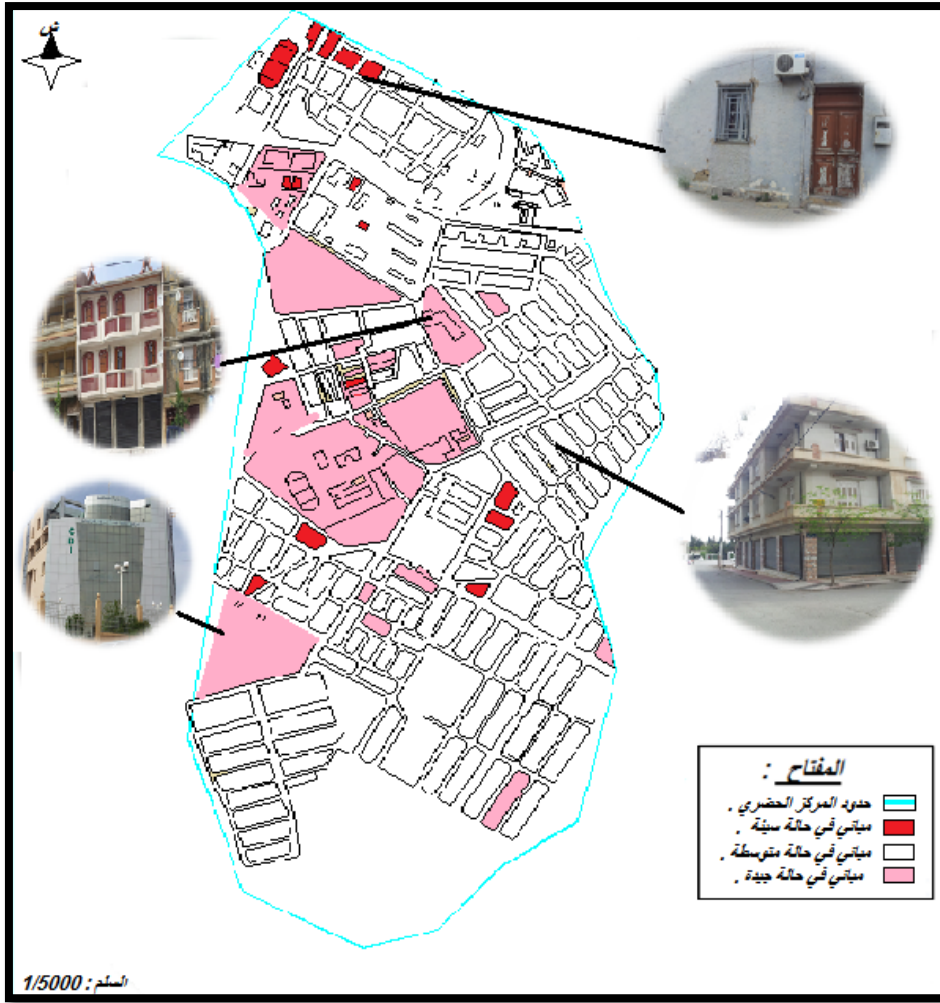 ش
المفتاح :
حدود المركز الحضري .
مباني في حالة سيئة .
مباني في حالة متوسطة .
مباني في حالة جيدة .
السلم : 1/5000